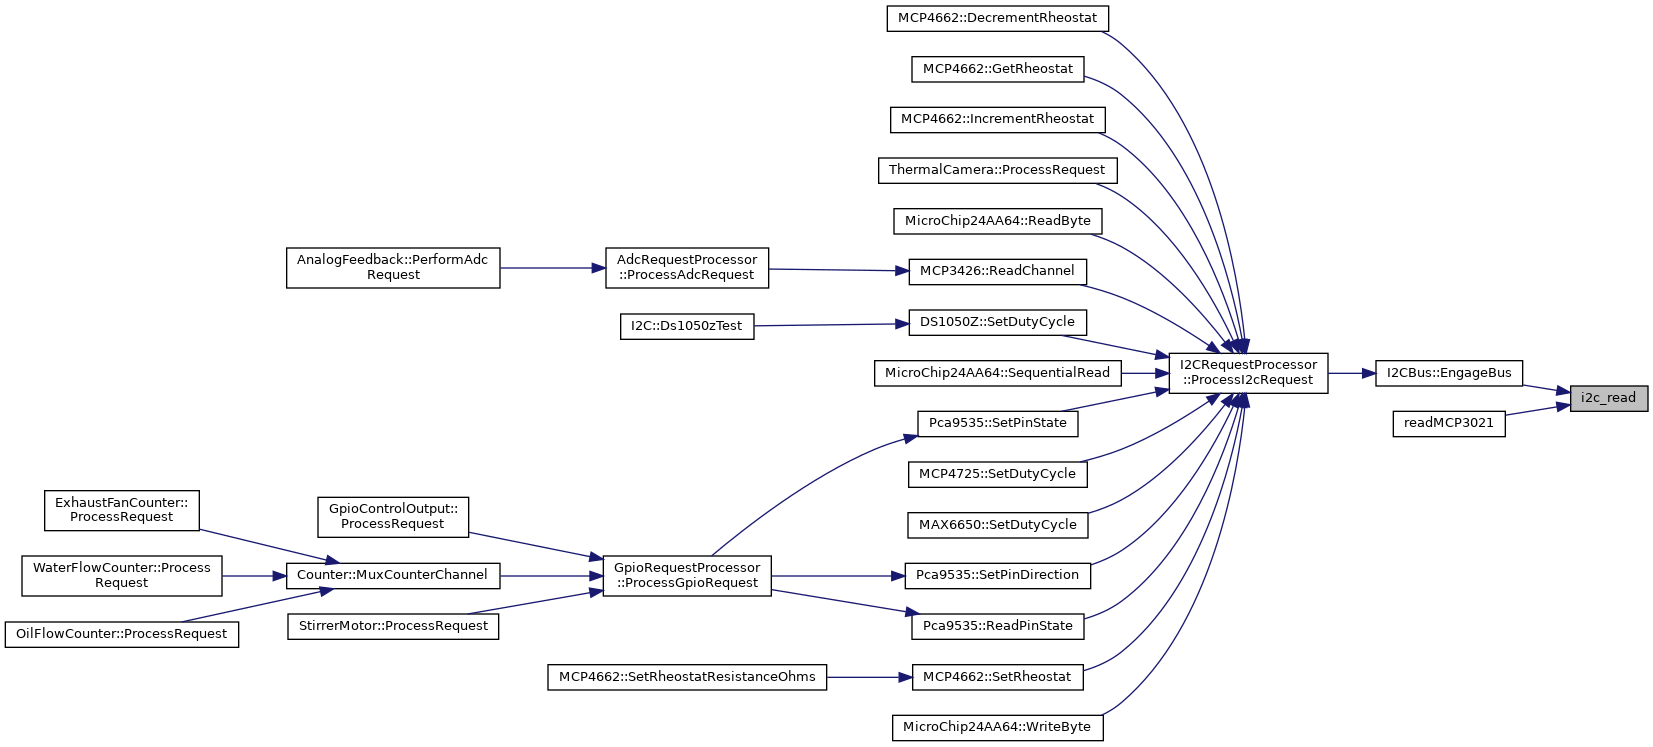 MCP4662::DecrementRheostat
MCP4662::GetRheostat
MCP4662::IncrementRheostat
ThermalCamera::ProcessRequest
MicroChip24AA64::ReadByte
AnalogFeedback::PerformAdc
Request
AdcRequestProcessor
::ProcessAdcRequest
MCP3426::ReadChannel
I2C::Ds1050zTest
DS1050Z::SetDutyCycle
MicroChip24AA64::SequentialRead
I2CRequestProcessor
::ProcessI2cRequest
I2CBus::EngageBus
i2c_read
readMCP3021
Pca9535::SetPinState
MCP4725::SetDutyCycle
MAX6650::SetDutyCycle
ExhaustFanCounter::
ProcessRequest
GpioControlOutput::
ProcessRequest
WaterFlowCounter::Process
Request
Counter::MuxCounterChannel
GpioRequestProcessor
::ProcessGpioRequest
Pca9535::SetPinDirection
OilFlowCounter::ProcessRequest
StirrerMotor::ProcessRequest
Pca9535::ReadPinState
MCP4662::SetRheostatResistanceOhms
MCP4662::SetRheostat
MicroChip24AA64::WriteByte